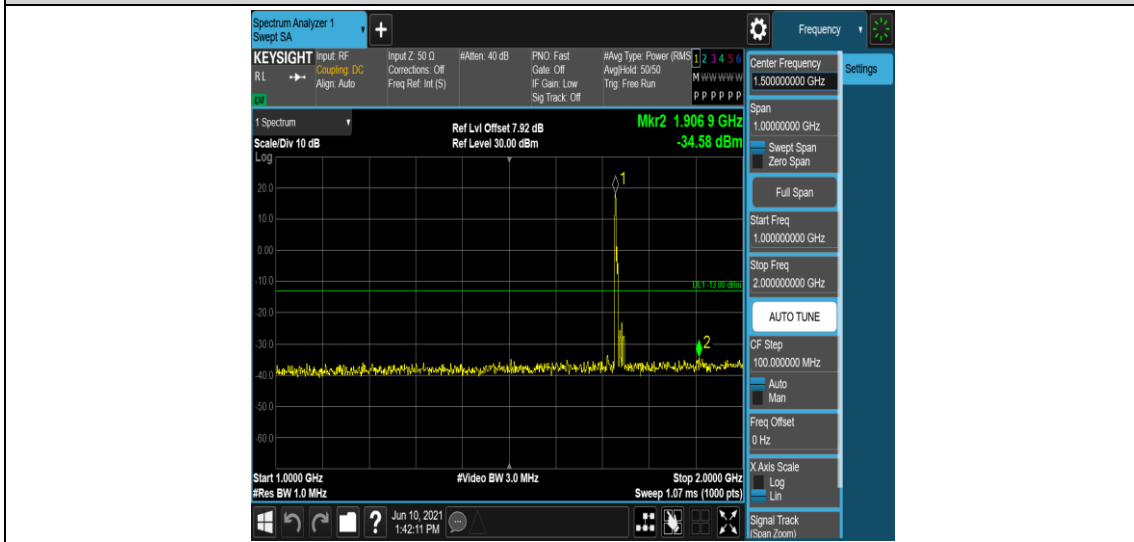 Spectrum Analyzer 1
Swept SA
Frequency
KEYSIGHT
RL
Input: RF
Coupling: DC
Align: Auto
Input Z: 50 Ω
Corrections: Off
Freq Ref: Int (S)
#Atten: 40 dB
PNO: Fast
Gate: Off
IF Gain: Low
Sig Track: Off
#Avg Type: Power (RMS
Avg|Hold: 50/50
Trig: Free Run
1 2 3 4 5 6
M W W W W W
P P P P P P
1 Spectrum
Scale/Div 10 dB
Ref Lvl Offset 7.92 dB
Ref Level 30.00 dBm
Mkr2 1.906 9 GHz
-34.58 dBm
Log
1
20.0
10.0
0.00
-10.0
DL1 -13.00 dBm
-20.0
-30.0
2
-40.0
-50.0
-60.0
Start 1.0000 GHz
#Video BW 3.0 MHz
Stop 2.0000 GHz
#Res BW 1.0 MHz
Sweep 1.07 ms (1000 pts)
Center Frequency
1.500000000 GHz
Settings
Span
1.00000000 GHz
Swept Span
Zero Span
Full Span
Start Freq
1.000000000 GHz
Stop Freq
2.000000000 GHz
AUTO TUNE
CF Step
100.000000 MHz
Auto
Man
Freq Offset
0 Hz
X Axis Scale
Log
Lin
Signal Track
(Span Zoom)
?
Jun 10, 2021
1:42:11 PM